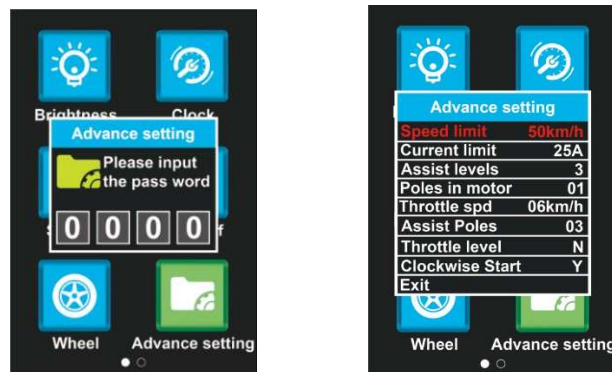 Brightness Clock
Advance setting
Please input
the pass word
0 0 0 0
Wheel Advance setting
Advance setting
Speed limit 50km/h
Current limit 25A
Assist levels 3
Poles in motor 01
Throttle spd 06km/h
Assist Poles 03
Throttle level N
Clockwise Start Y
Exit
Wheel Advance setting